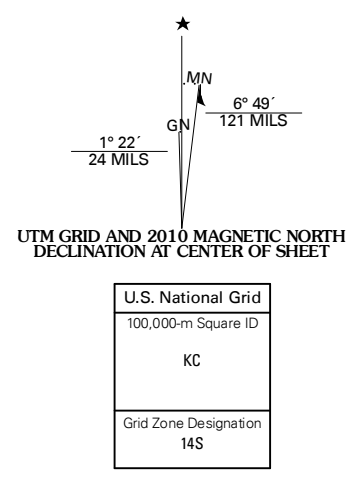 ★
MN
GN
6° 49´
121 MILS
1° 22´
24 MILS
UTM GRID AND 2010 MAGNETIC NORTH
DECLINATION AT CENTER OF SHEET
U.S. National Grid
100,000-m Square ID
KC
Grid Zone Designation
14S